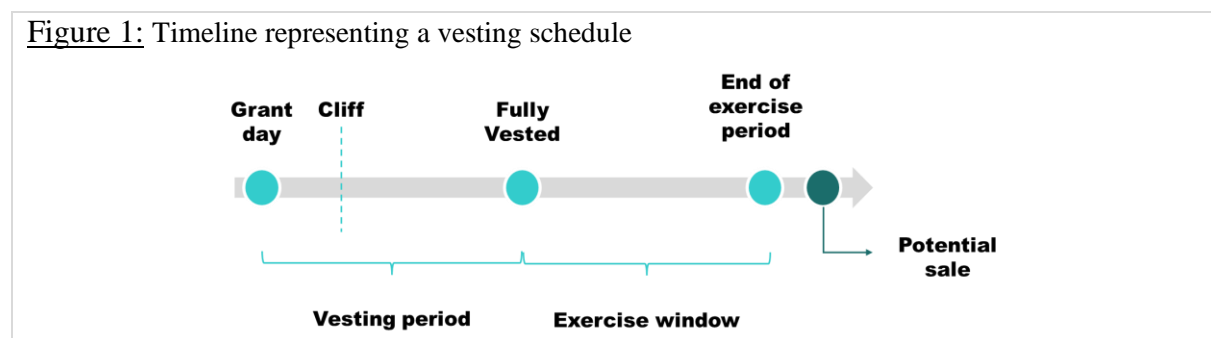 Figure 1: Timeline representing a vesting schedule
End of
exercise
period
Grant
day
Cliff
Fully
Vested
Potential
sale
Vesting period
Exercise window